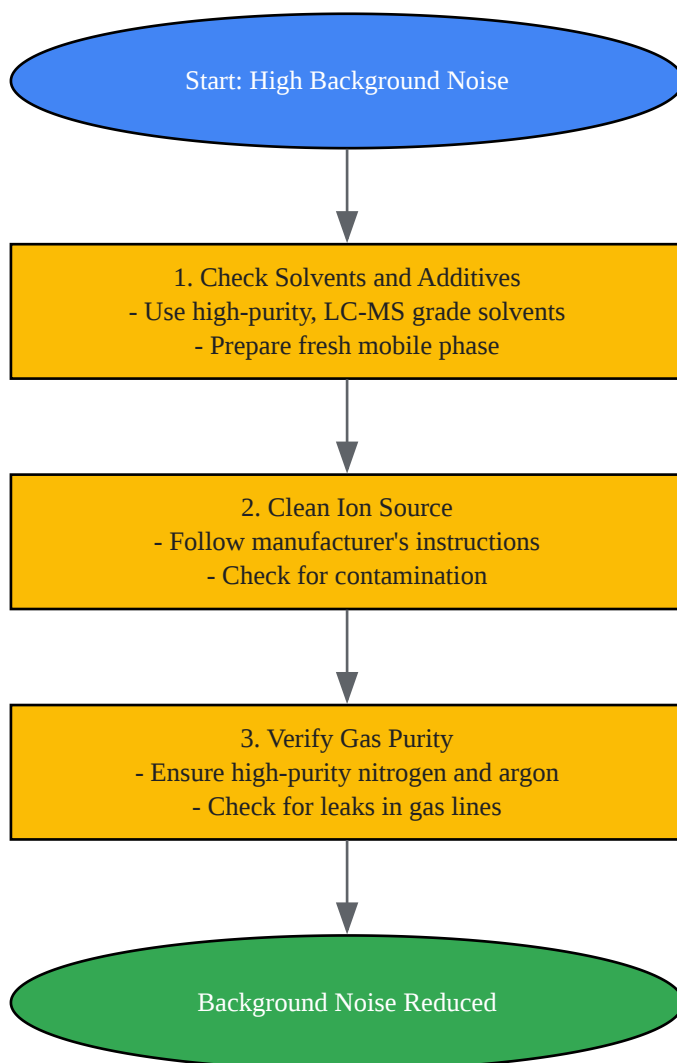 Start: High Background Noise
1. Check Solvents and Additives
- Use high-purity, LC-MS grade solvents
- Prepare fresh mobile phase
2. Clean Ion Source
- Follow manufacturer's instructions
- Check for contamination
3. Verify Gas Purity
- Ensure high-purity nitrogen and argon
- Check for leaks in gas lines
Background Noise Reduced